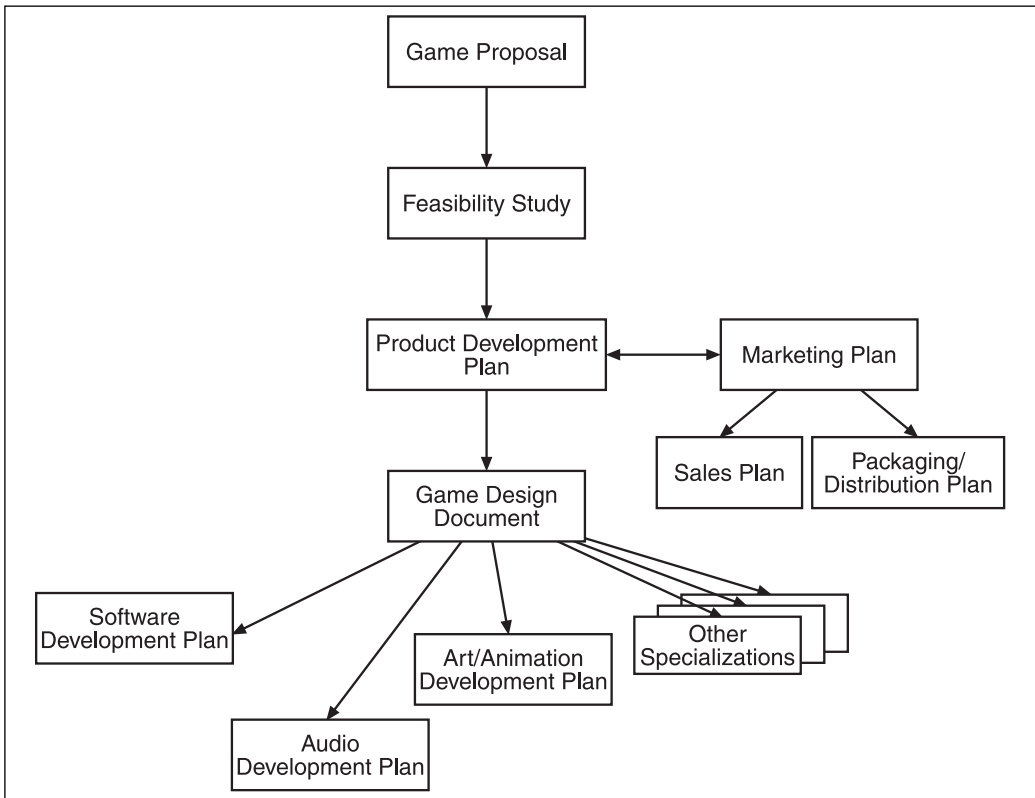 Game Proposal
Feasibility Study
Product Development
Plan
Marketing Plan
Sales Plan
Packaging/
Distribution Plan
Game Design
Document
Software
Development Plan
Audio
Development Plan
Art/Animation
Development Plan
Other
Specializations